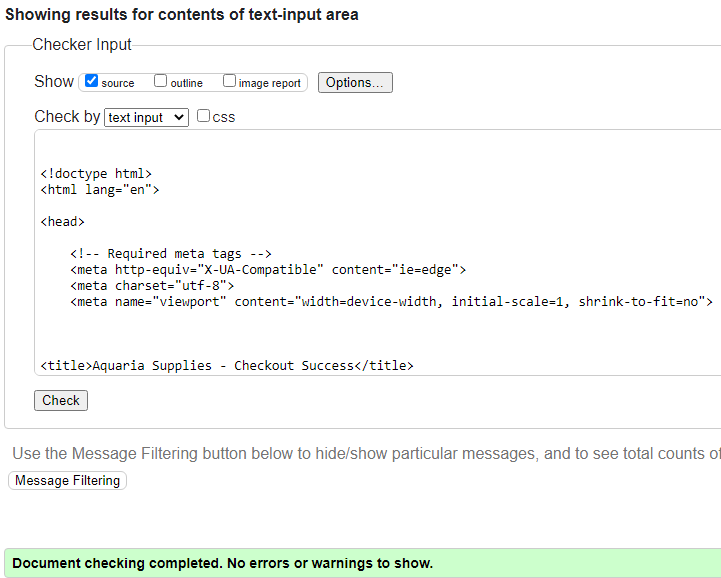 Showing results for contents of text-input area
Checker Input
Show source outline image report Options...
Check by text input css
<!doctype html>
<html lang="en">
<head>
<!-- Required meta tags -->
<meta http-equiv="X-UA-Compatible" content="ie=edge">
<meta charset="utf-8">
<meta name="viewport" content="width=device-width, initial-scale=1, shrink-to-fit=no">
<title>Aquaria Supplies - Checkout Success</title>
Check
Use the Message Filtering button below to hide/show particular messages, and to see total counts of
Message Filtering
Document checking completed. No errors or warnings to show.